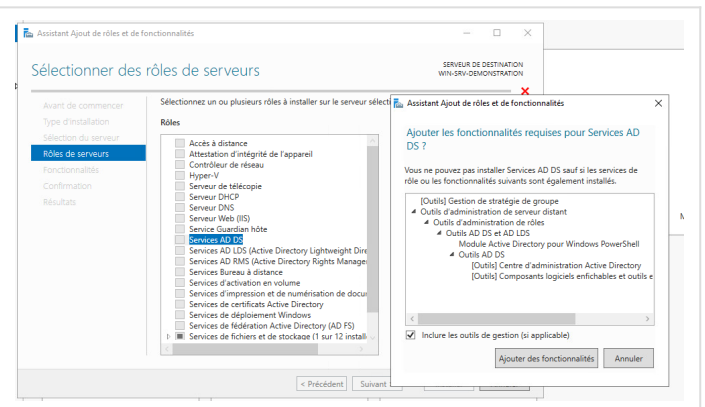 Assistant Ajout de rôles et de fonctionnalités
Sélectionner des rôles de serveurs
SERVEUR DE DESTINATION
WIN-SRV-DEMONSTRATION
Avant de commencer
Type d'installation
Sélection du serveur
Rôles de serveurs
Fonctionnalités
Confirmation
Résultats
Sélectionnez un ou plusieurs rôles à installer sur le serveur sélecti
Rôles
Accès à distance
Attestation d'intégrité de l'appareil
Contrôleur de réseau
Hyper-V
Serveur de télécopie
Serveur DHCP
Serveur DNS
Serveur Web (IIS)
Service Guardian hôte
Services AD DS
Services AD LDS (Active Directory Lightweight Dire
Services AD RMS (Active Directory Rights Manage
Services Bureau à distance
Services d'activation en volume
Services d'impression et de numérisation de docu
Services de certificats Active Directory
Services de déploiement Windows
Services de fédération Active Directory (AD FS)
Services de fichiers et de stockage (1 sur 12 install
< Précédent
Suivant
Assistant Ajout de rôles et de fonctionnalités
Ajouter les fonctionnalités requises pour Services AD
DS ?
Vous ne pouvez pas installer Services AD DS sauf si les services de
rôle ou les fonctionnalités suivants sont également installés.
[Outils] Gestion de stratégie de groupe
Outils d'administration de serveur distant
Outils d'administration de rôles
Outils AD DS et AD LDS
Module Active Directory pour Windows PowerShell
Outils AD DS
[Outils] Centre d'administration Active Directory
[Outils] Composants logiciels enfichables et outils e
Inclure les outils de gestion (si applicable)
Ajouter des fonctionnalités
Annuler
M